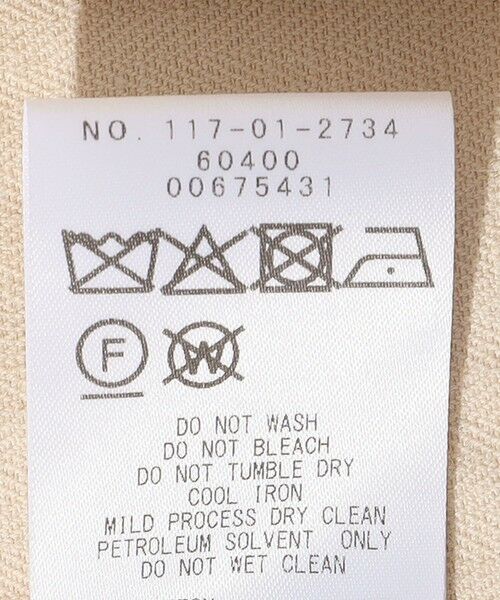 NO. 117-01-2734
60400
00675431
F W
DO NOT WASH
DO NOT BLEACH
DO NOT TUMBLE DRY
COOL IRON
MILD PROCESS DRY CLEAN
PETROLEUM SOLVENT ONLY
DO NOT WET CLEAN